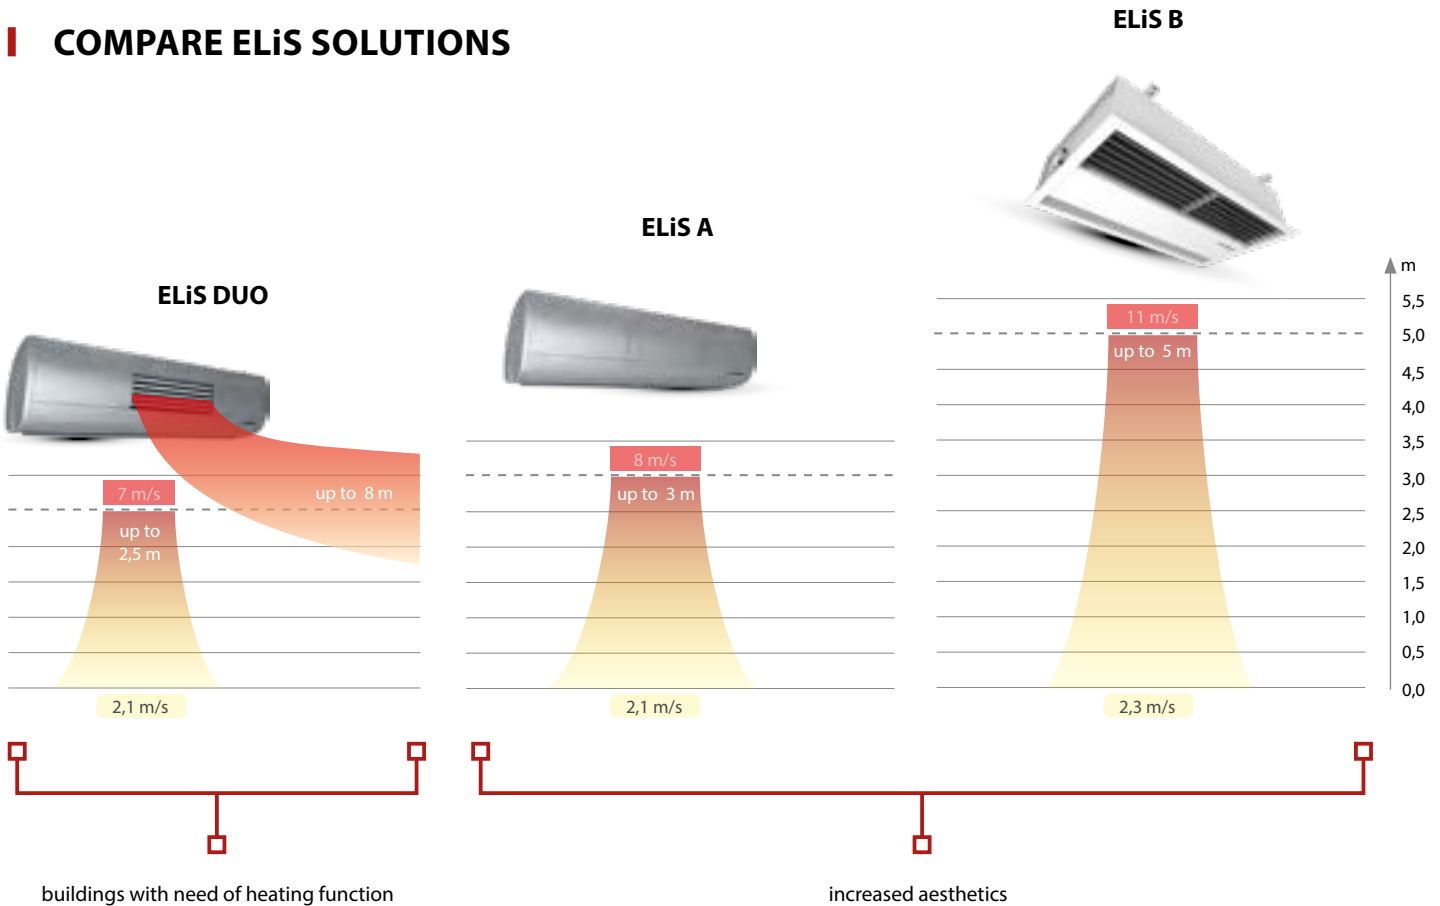 COMPARE ELiS SOLUTIONS
ELiS B
ELiS A
ELiS DUO
m
5,5
5,0
4,5
4,0
3,5
3,0
2,5
2,0
1,5
1,0
0,5
0,0
7 m/s
up to
2,5 m
up to 8 m
2,1 m/s
8 m/s
up to 3 m
2,1 m/s
11 m/s
up to 5 m
2,3 m/s
buildings with need of heating function
increased aesthetics